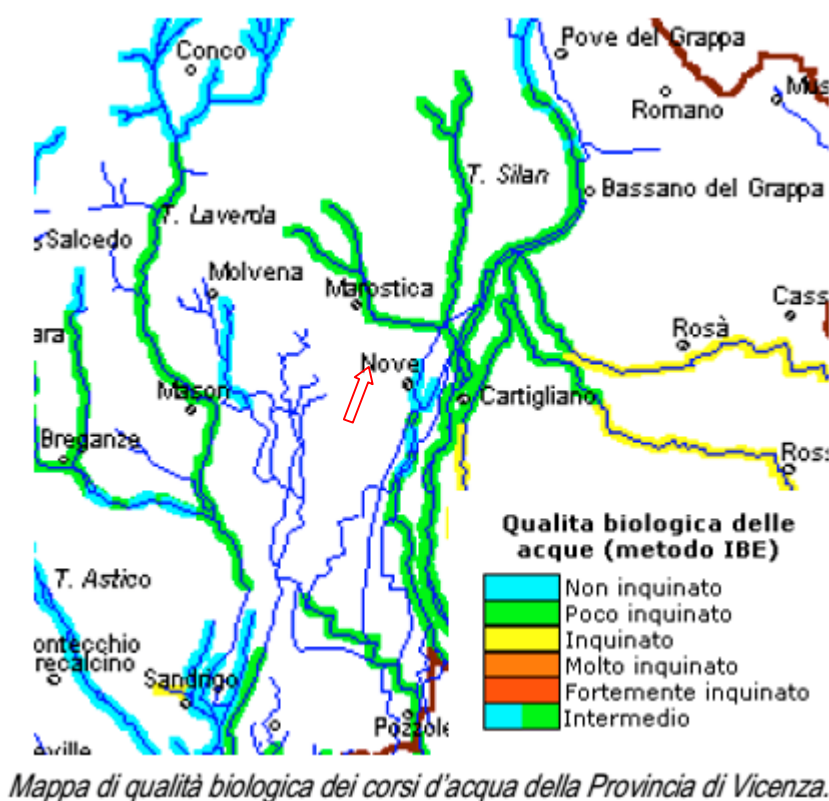 Conco
Pove del Grappa
Mus
Romano
T. Silan
Bassano del Grappa
T. Laverda
Salcedo
Molvena
Marostica
Cass
ara
Rosà
Nove
Mason
Cartigliano
Breganze
Ross
Qualita biologica delle
acque (metodo IBE)
T. Astico
Non inquinato
Poco inquinato
Inquinato
ontecchio
recalcino
Molto inquinato
Sandrigo
Fortemente inquinato
Intermedio
Pozzole
eville
Mappa di qualità biologica dei corsi d'acqua della Provincia di Vicenza.